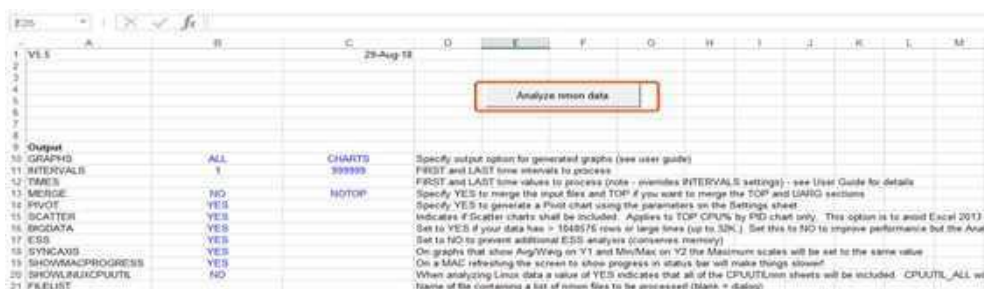 E26 fx
A B C D E F G H I J K L M
1 V5.5 29-Aug-18
2
3
4 Analyze nmon data
5
6
7
8
9 Output
10 GRAPHS ALL CHARTS Specify output option for generated graphs (see user guide)
11 INTERVALS 1 999999 FIRST and LAST time intervals to process
12 TIMES FIRST and LAST time values to process (note - overrides INTERVALS settings) - see User Guide for details
13 MERGE NO NOTOP Specify YES to merge the input files and TOP if you want to merge the TOP and UARG sections
14 PIVOT YES Specify YES to generate a Pivot chart using the parameters on the Settings sheet
15 SCATTER YES Indicates if Scatter charts shall be included. Applies to TOP CPU% by PID chart only. This option is to avoid Excel 2013
16 BIGDATA YES Set to YES if your data has > 1048576 rows or large lines (up to 32K.) Set this to NO to improve performance but the Ana
17 ESS YES Set to NO to prevent additional ESS analysis (conserves memory)
18 SYNCAXIS YES On graphs that show Avg/Wavg on Y1 and Min/Max on Y2 the Maximum scales will be set to the same value
19 SHOWMACPROGRESS YES On a MAC refreshing the screen to show progress in status bar will make things slower!
20 SHOWLINUXCPUUTIL NO When analyzing Linux data a value of YES indicates that all of the CPUUTILnnn sheets will be included. CPUUTIL_ALL wi
21 FILELIST Name of file containing a list of nmon files to be processed (blank = dialog)